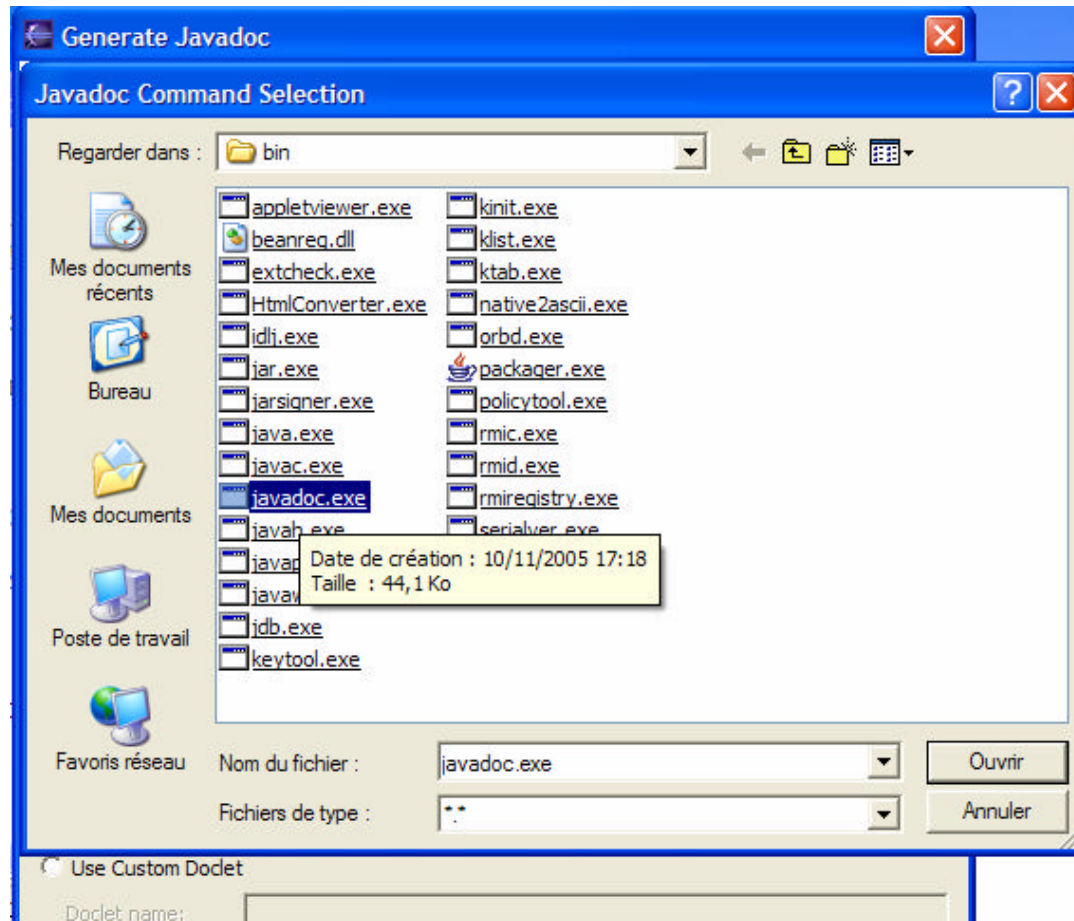 Generate Javadoc
Javadoc Command Selection
Regarder dans :
bin
Mes documents
récents
Bureau
Mes documents
Poste de travail
Favoris réseau
appletviewer.exe
beanreg.dll
extcheck.exe
HtmlConverter.exe
idlj.exe
jar.exe
jarsigner.exe
java.exe
javac.exe
javadoc.exe
javah.exe
jdb.exe
keytool.exe
kinit.exe
klist.exe
ktab.exe
native2ascii.exe
orbd.exe
packager.exe
policytool.exe
rmic.exe
rmid.exe
rmiregistry.exe
serialver.exe
Date de création : 10/11/2005 17:18
Taille : 44,1 Ko
Nom du fichier :
javadoc.exe
Ouvrir
Fichiers de type :
*.*
Annuler
Use Custom Doclet
Doclet name: